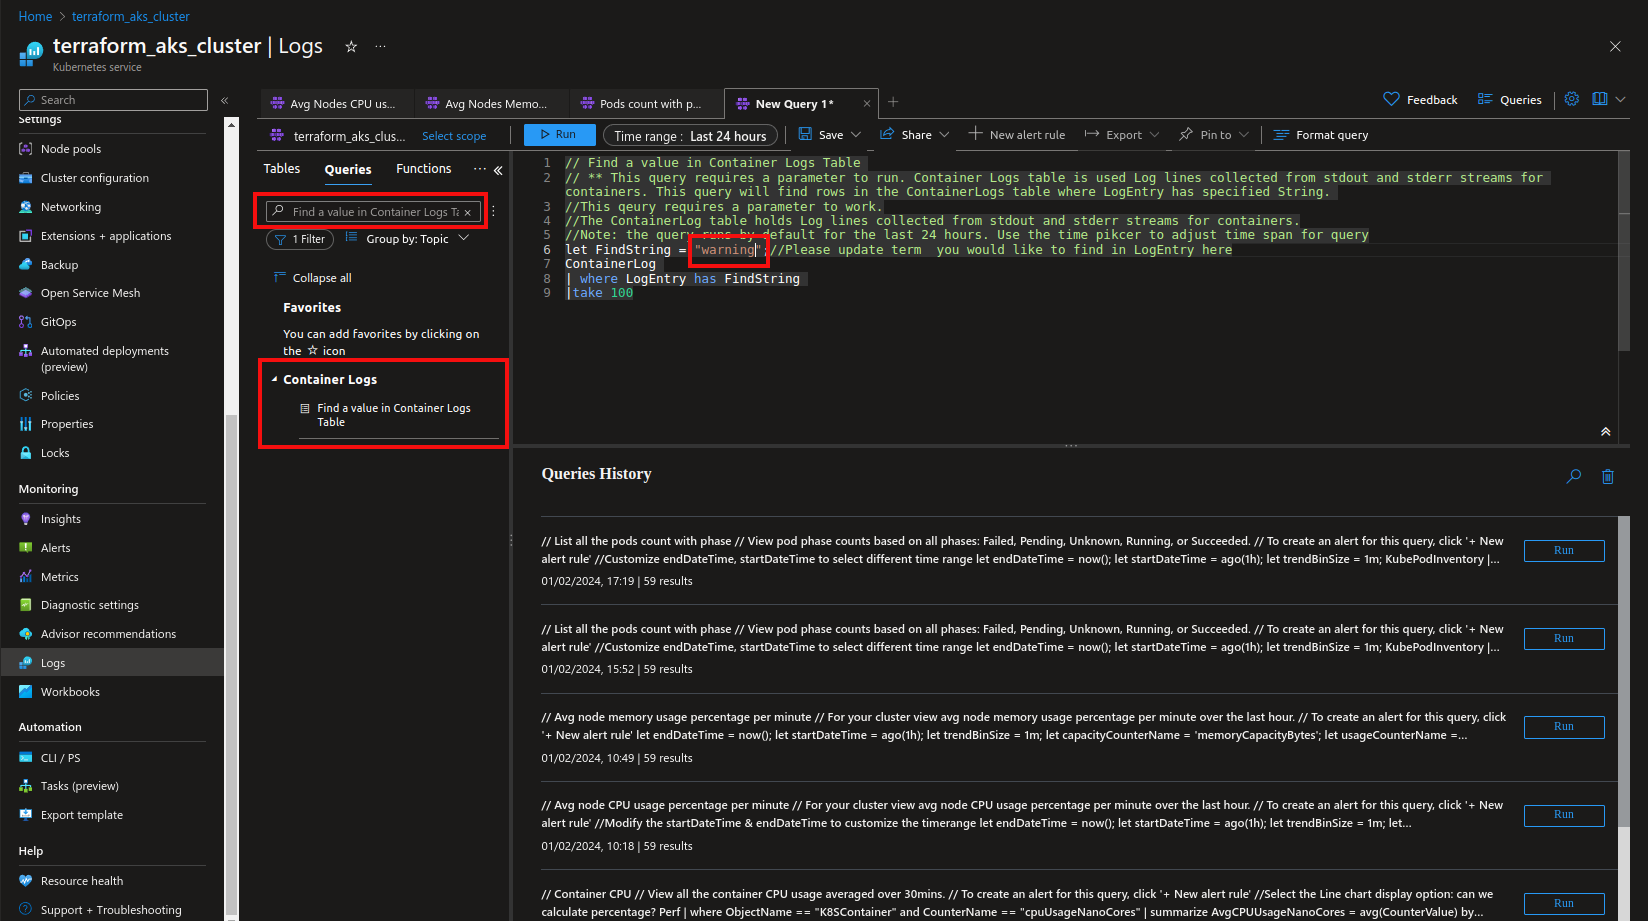 Home > terraform_aks_cluster
terraform_aks_cluster | Logs
Kubernetes service
Search
Settings
Node pools
Cluster configuration
Networking
Extensions + applications
Backup
Open Service Mesh
GitOps
Automated deployments
(preview)
Policies
Properties
Locks
Monitoring
Insights
Alerts
Metrics
Diagnostic settings
Advisor recommendations
Logs
Workbooks
Automation
CLI / PS
Tasks (preview)
Export template
Help
Resource health
Support + Troubleshooting
Avg Nodes CPU us...
Avg Nodes Memo...
Pods count with p...
New Query 1*
Feedback
Queries
terraform_aks_clus...
Select scope
Run
Time range : Last 24 hours
Save
Share
New alert rule
Export
Pin to
Format query
Tables
Queries
Functions
Find a value in Container Logs Ta
1 Filter
Group by: Topic
Collapse all
Favorites
You can add favorites by clicking on
the ☆ icon
Container Logs
Find a value in Container Logs
Table
1 // Find a value in Container Logs Table
2 // ** This query requires a parameter to run. Container Logs table is used Log lines collected from stdout and stderr streams for
containers. This query will find rows in the ContainerLogs table where LogEntry has specified String.
3 //This qeury requires a parameter to work.
4 //The ContainerLog table holds Log lines collected from stdout and stderr streams for containers.
5 //Note: the query runs by default for the last 24 hours. Use the time pikcer to adjust time span for query
6 let FindString = "warning";//Please update term  you would like to find in LogEntry here
7 ContainerLog
8 | where LogEntry has FindString
9 |take 100
Queries History
// List all the pods count with phase // View pod phase counts based on all phases: Failed, Pending, Unknown, Running, or Succeeded. // To create an alert for this query, click '+ New
alert rule' //Customize endDateTime, startDateTime to select different time range let endDateTime = now(); let startDateTime = ago(1h); let trendBinSize = 1m; KubePodInventory |...
01/02/2024, 17:19 | 59 results
Run
// List all the pods count with phase // View pod phase counts based on all phases: Failed, Pending, Unknown, Running, or Succeeded. // To create an alert for this query, click '+ New
alert rule' //Customize endDateTime, startDateTime to select different time range let endDateTime = now(); let startDateTime = ago(1h); let trendBinSize = 1m; KubePodInventory |...
01/02/2024, 15:52 | 59 results
Run
// Avg node memory usage percentage per minute // For your cluster view avg node memory usage percentage per minute over the last hour. // To create an alert for this query, click
'+ New alert rule' let endDateTime = now(); let startDateTime = ago(1h); let trendBinSize = 1m; let capacityCounterName = 'memoryCapacityBytes'; let usageCounterName =...
01/02/2024, 10:49 | 59 results
Run
// Avg node CPU usage percentage per minute // For your cluster view avg node CPU usage percentage per minute over the last hour. // To create an alert for this query, click '+ New
alert rule' //Modify the startDateTime & endDateTime to customize the timerange let endDateTime = now(); let startDateTime = ago(1h); let trendBinSize = 1m; let...
01/02/2024, 10:18 | 59 results
Run
// Container CPU // View all the container CPU usage averaged over 30mins. // To create an alert for this query, click '+ New alert rule' //Select the Line chart display option: can we
calculate percentage? Perf | where ObjectName == "K8SContainer" and CounterName == "cpuUsageNanoCores" | summarize AvgCPUUsageNanoCores = avg(CounterValue) by...
Run